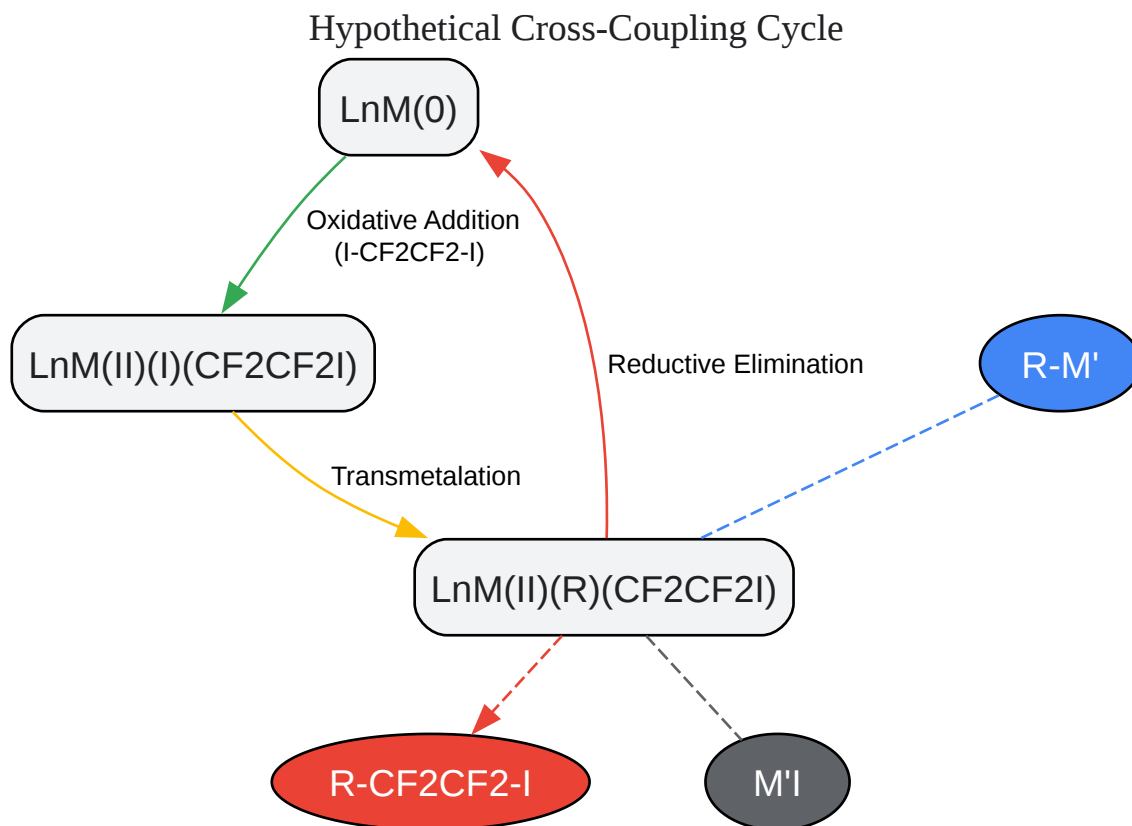 Hypothetical Cross-Coupling Cycle
LnM(0)
Oxidative Addition
(I-CF2CF2-I)
LnM(II)(I)(CF2CF2I)
Reductive Elimination
R-M'
Transmetalation
LnM(II)(R)(CF2CF2I)
R-CF2CF2-I
M'I